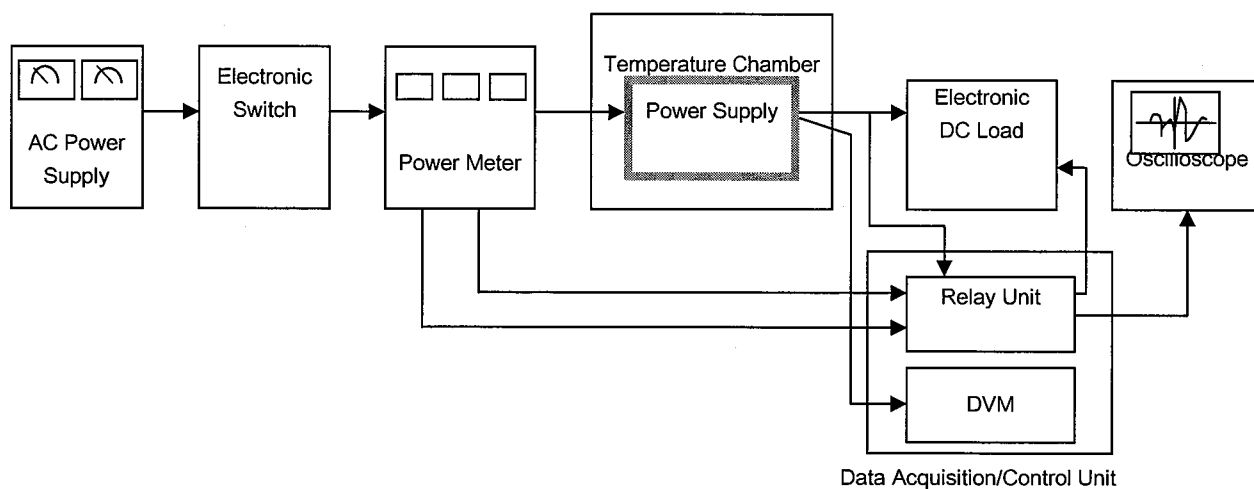 AC Power
Supply
Electronic
Switch
Power Meter
Temperature Chamber
Power Supply
Electronic
DC Load
Oscilloscope
Relay Unit
DVM
Data Acquisition/Control Unit